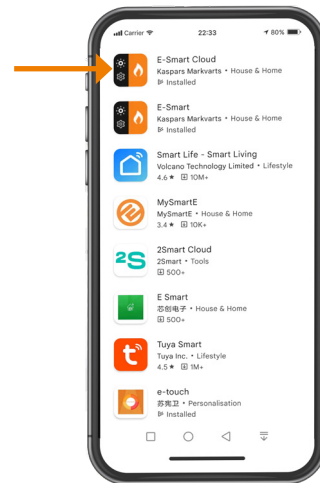 Carrier 22:33 80%
E-Smart Cloud
Kaspars Markvarts • House & Home
Installed
E-Smart
Kaspars Markvarts • House & Home
Installed
Smart Life - Smart Living
Volcano Technology Limited • Lifestyle
4.6 ★ 10M+
MySmartE
MySmartE • House & Home
3.4 ★ 10K+
2S
2Smart Cloud
2Smart • Tools
500+
E Smart
芯创电子 • House & Home
500+
Tuya Smart
Tuya Inc. • Lifestyle
4.5 ★ 1M+
e-touch
苏宪卫 • Personalisation
Installed